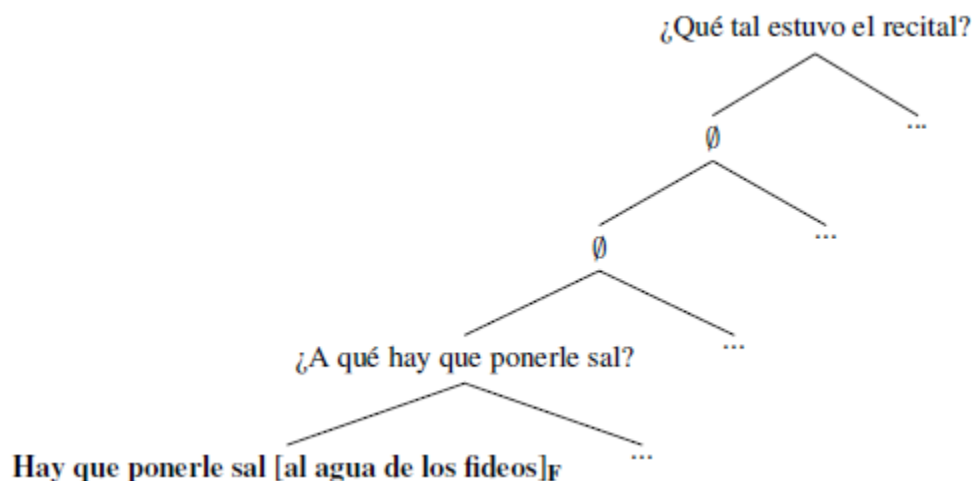 ¿Qué tal estuvo el recital?
∅
...
∅
...
¿A qué hay que ponerle sal?
...
Hay que ponerle sal [al agua de los fideos]F
...